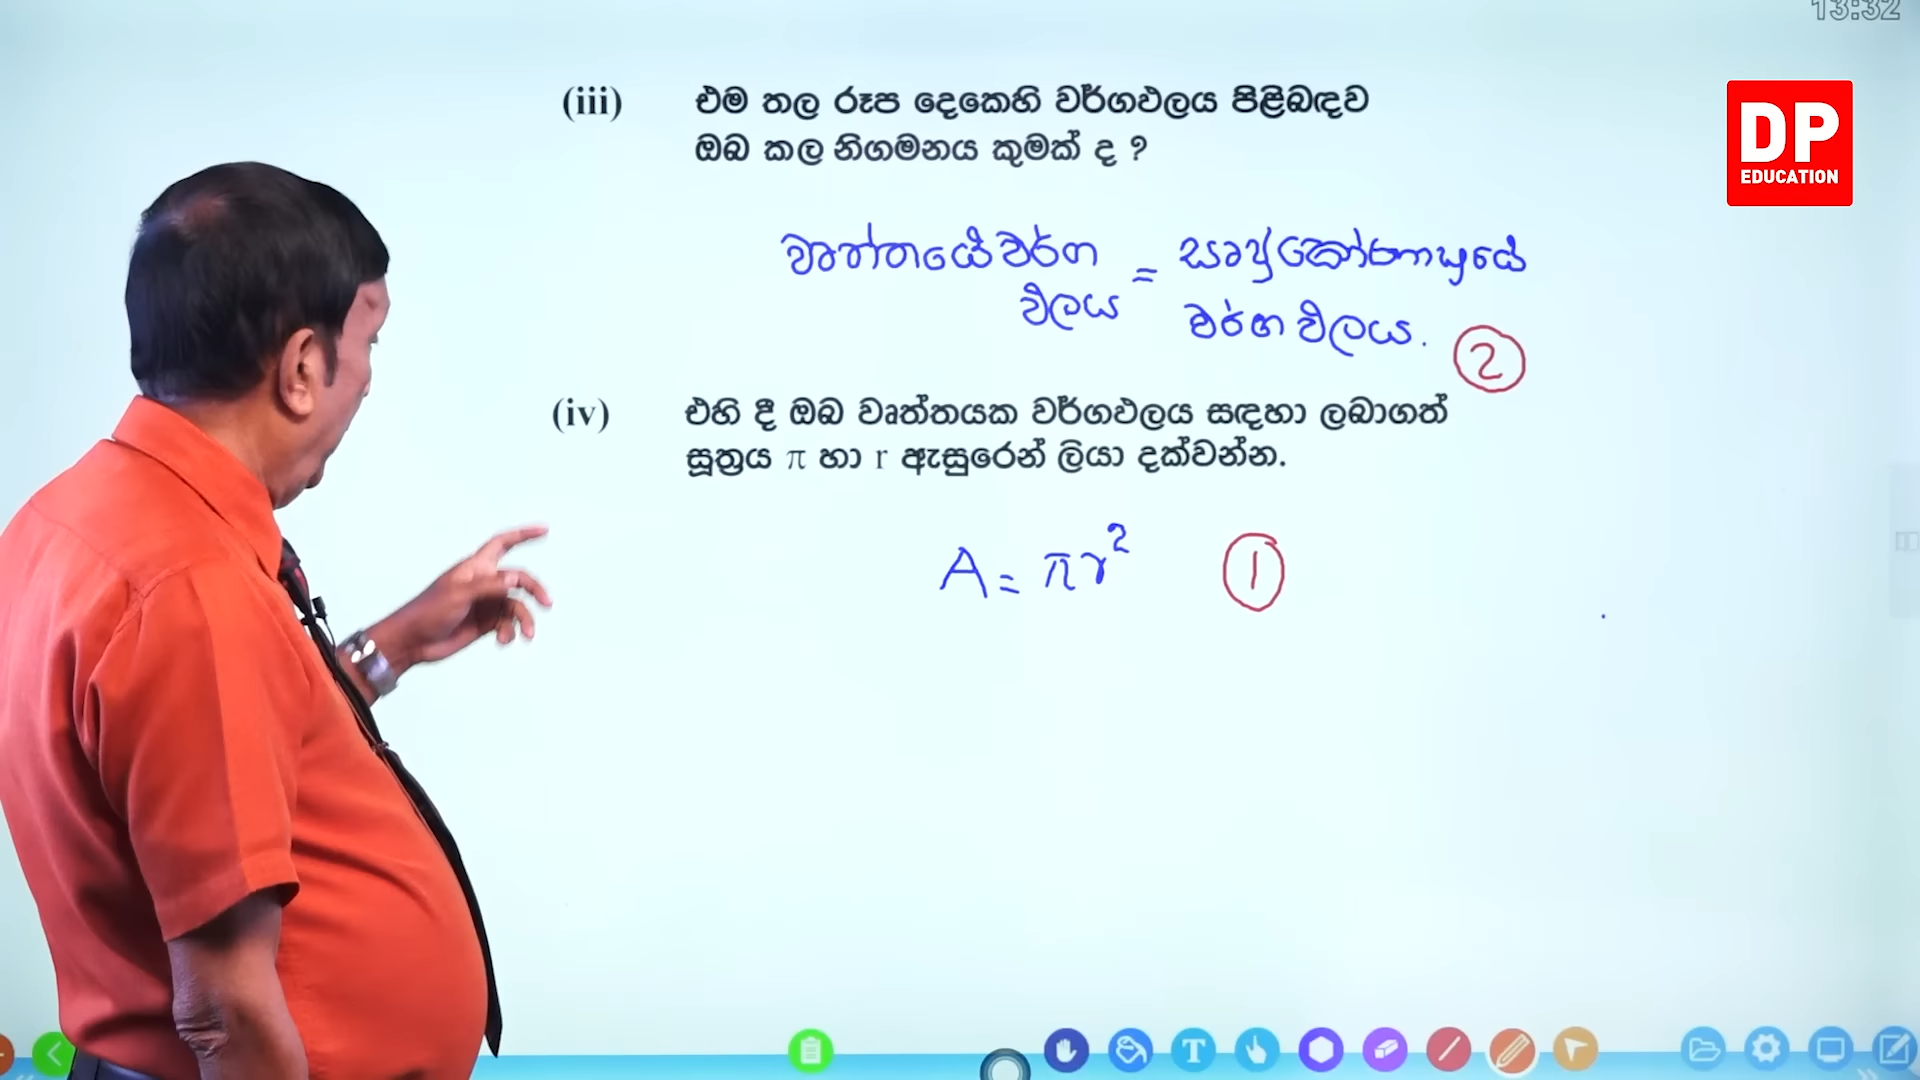 13:32
DP
EDUCATION
(iii) එම තල රූප දෙකෙහි වර්ගඵලය පිළිබඳව
ඔබ කල නිගමනය කුමක් ද ?
වෘත්තයේ වර්ග ඵලය = සෘජුකෝණාස්‍රයේ වර්ග ඵලය.
②
(iv) එහි දී ඔබ වෘත්තයක වර්ගඵලය සඳහා ලබාගත්
සූත්‍රය π හා r ඇසුරෙන් ලියා දක්වන්න.
A = πr² ①
T